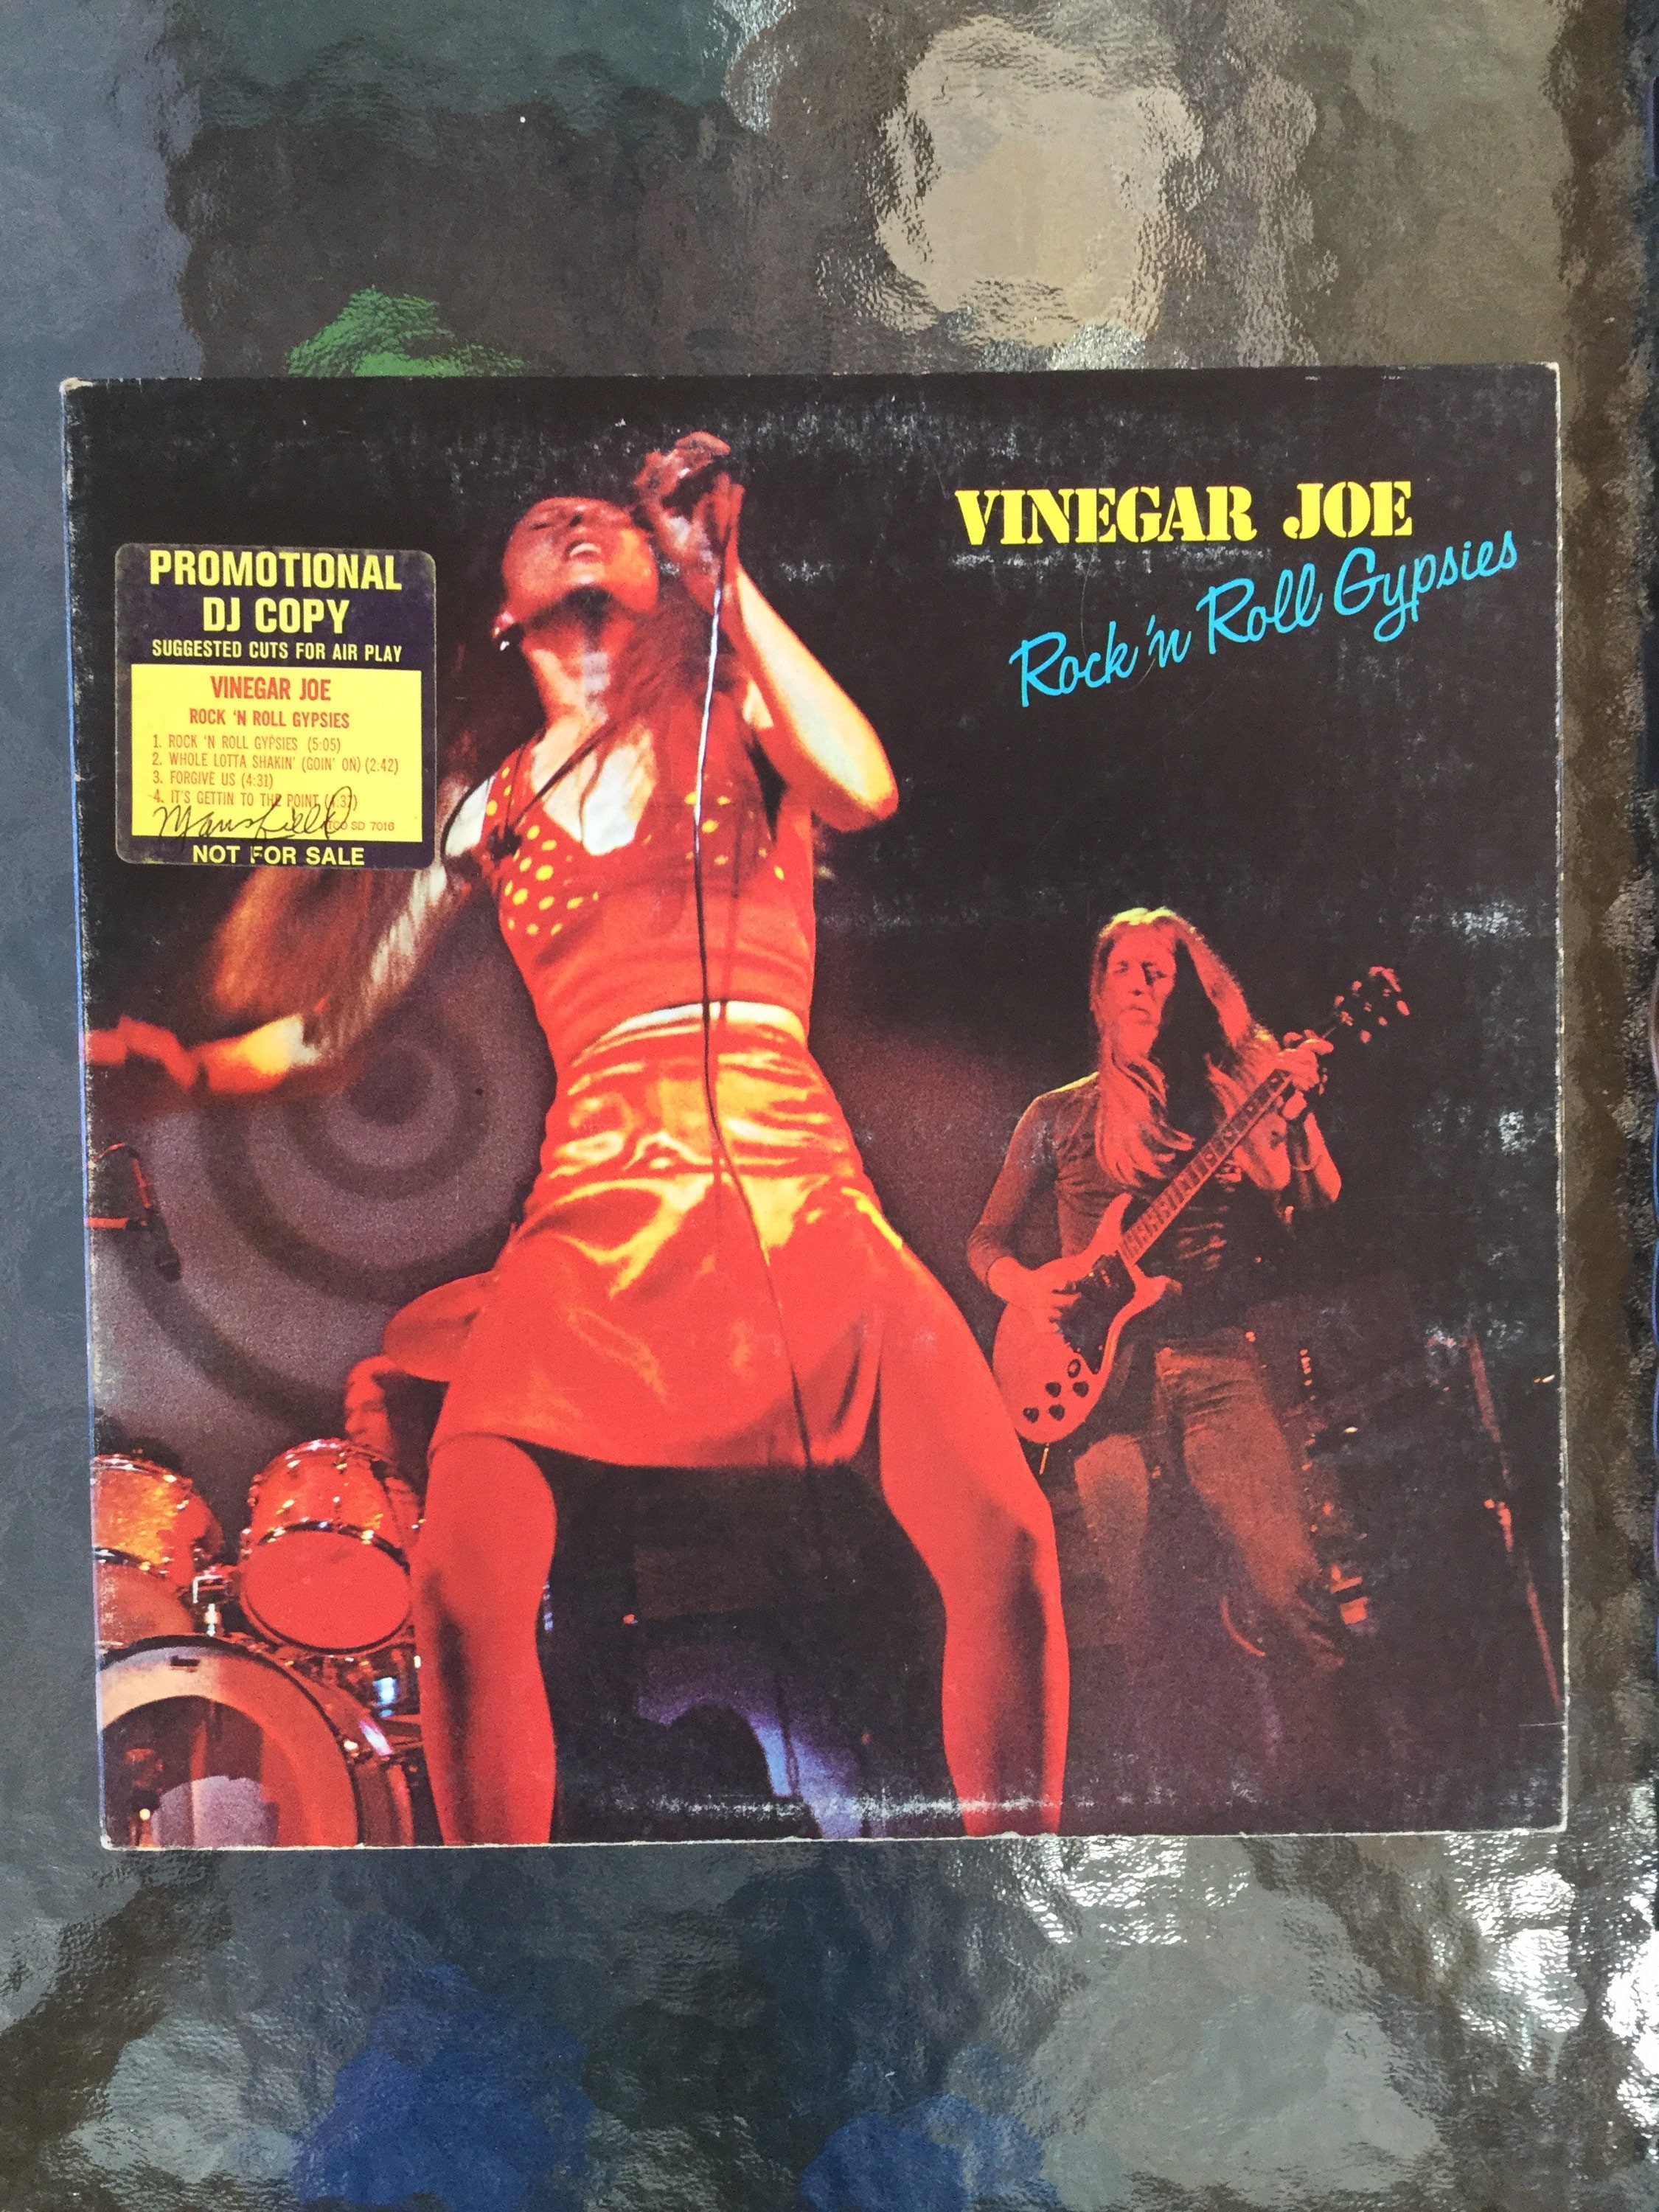 VINEGAR JOE
Rock 'n Roll Gypsies
PROMOTIONAL
DJ COPY
SUGGESTED CUTS FOR AIR PLAY
VINEGAR JOE
ROCK 'N ROLL GYPSIES
1. ROCK 'N ROLL GYPSIES (5:05)
2. WHOLE LOTTA SHAKIN' (GOIN' ON) (2:42)
3. FORGIVE US (4:31)
4. IT'S GETTIN TO THE POINT
Mansfield
SD 7016
NOT FOR SALE